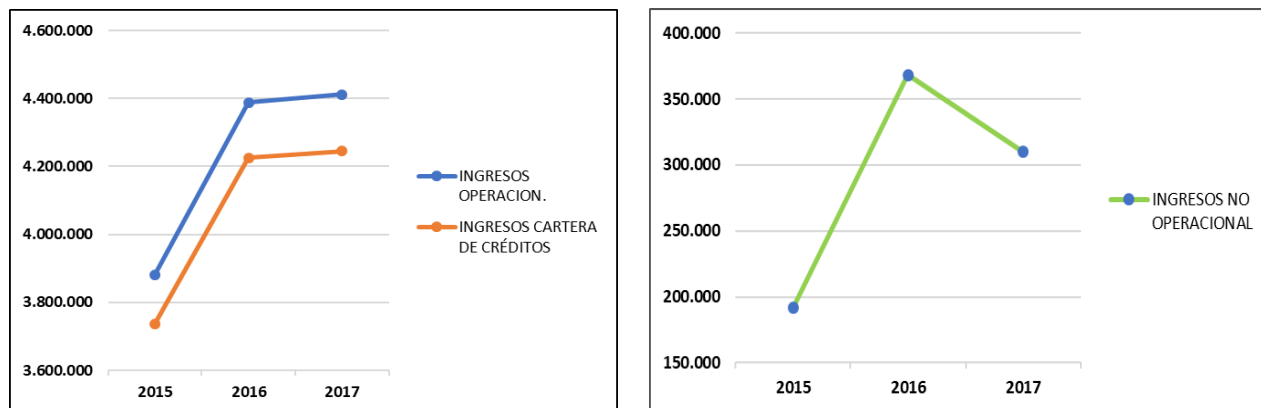 4.600.000
4.400.000
4.200.000
4.000.000
3.800.000
3.600.000
2015 2016 2017
INGRESOS
OPERACION.
INGRESOS CARTERA
DE CRÉDITOS
400.000
350.000
300.000
250.000
200.000
150.000
2015 2016 2017
INGRESOS NO
OPERACIONAL